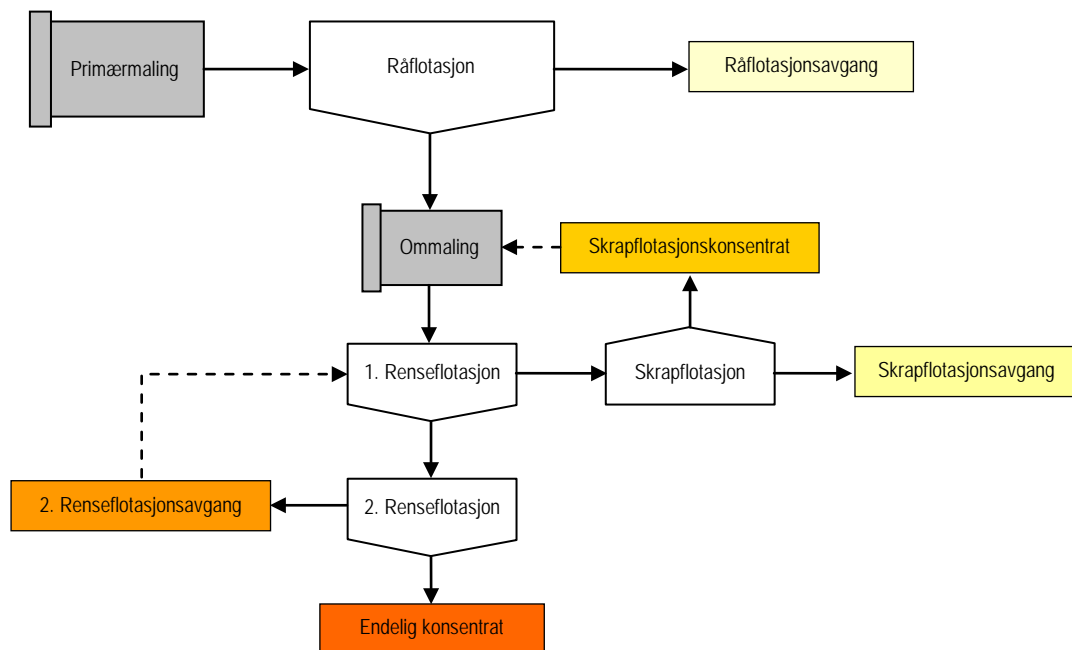 Primærmaling
Råflotasjon
Råflotasjonsavgang
Ommaling
Skrapflotasjonskonsentrat
1. Renseflotasjon
Skrapflotasjon
Skrapflotasjonsavgang
2. Renseflotasjonsavgang
2. Renseflotasjon
Endelig konsentrat